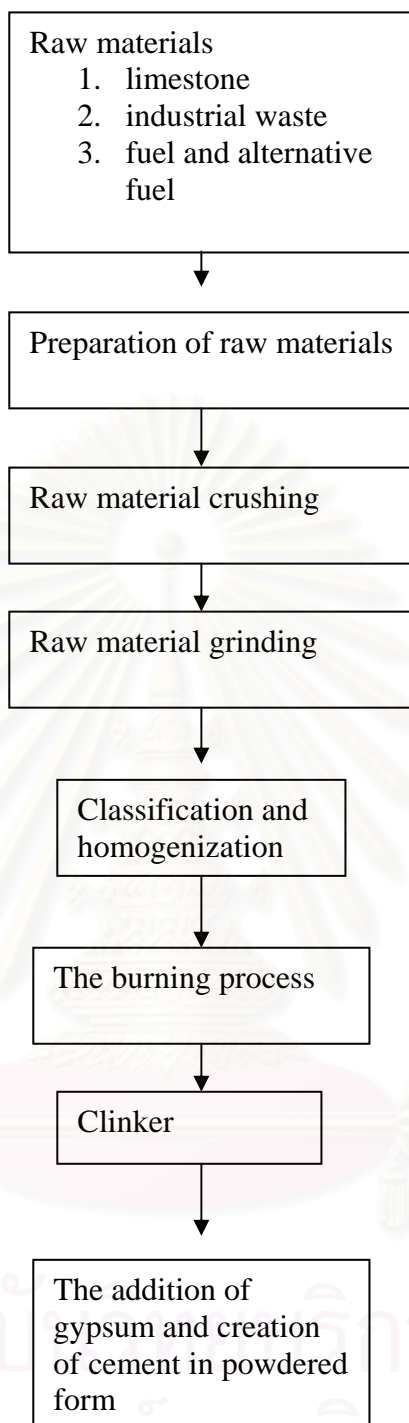 Raw materials
1. limestone
2. industrial waste
3. fuel and alternative
fuel
Preparation of raw materials
Raw material crushing
Raw material grinding
Classification and
homogenization
The burning process
Clinker
The addition of
gypsum and creation
of cement in powdered
form